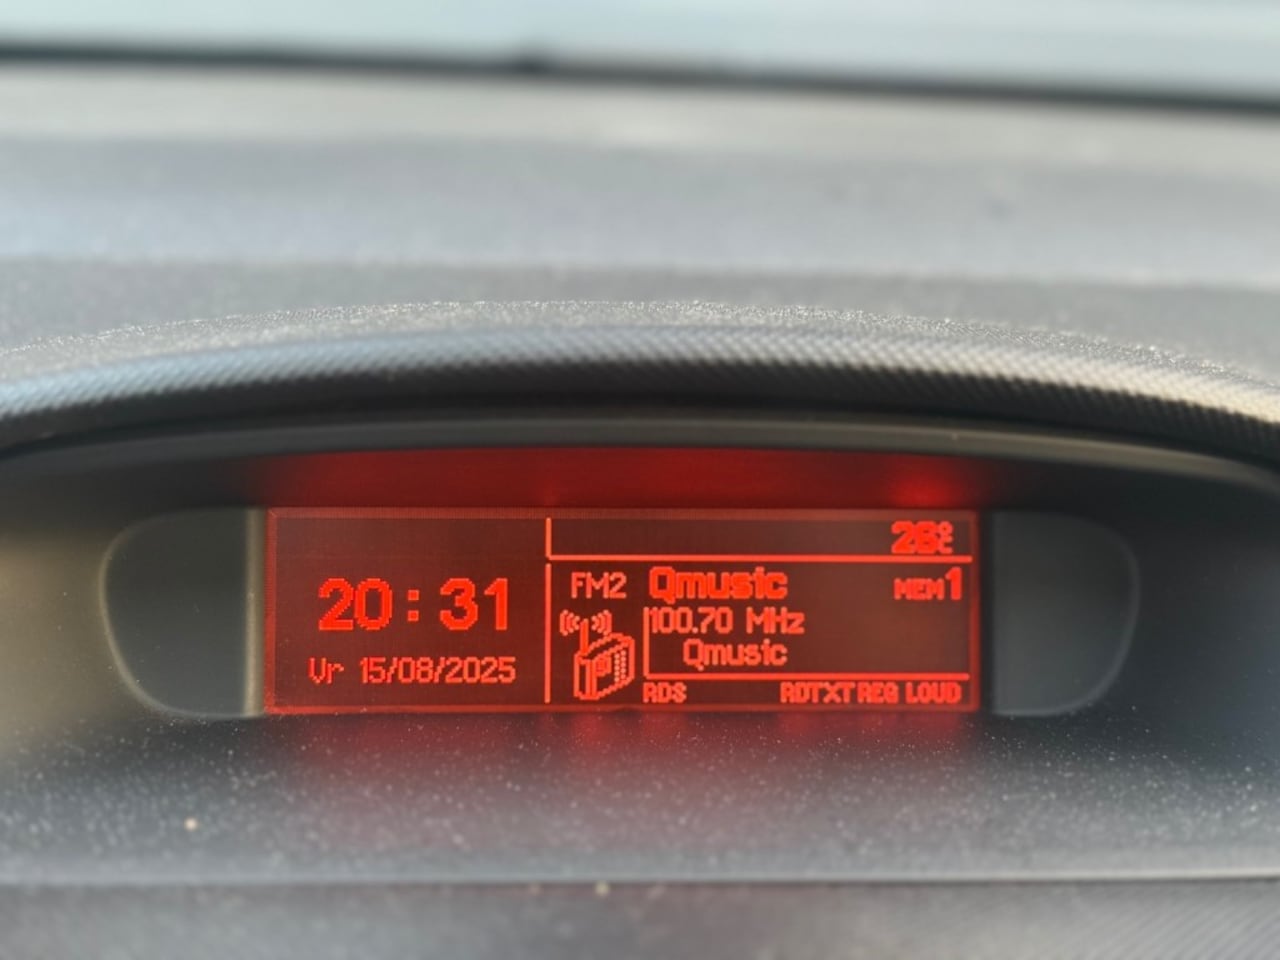 26°C
20:31
Vr 15/08/2025
FM2 Qmusic MEM1
100.70 MHz
Qmusic
RDS RDTXT REG LOUD